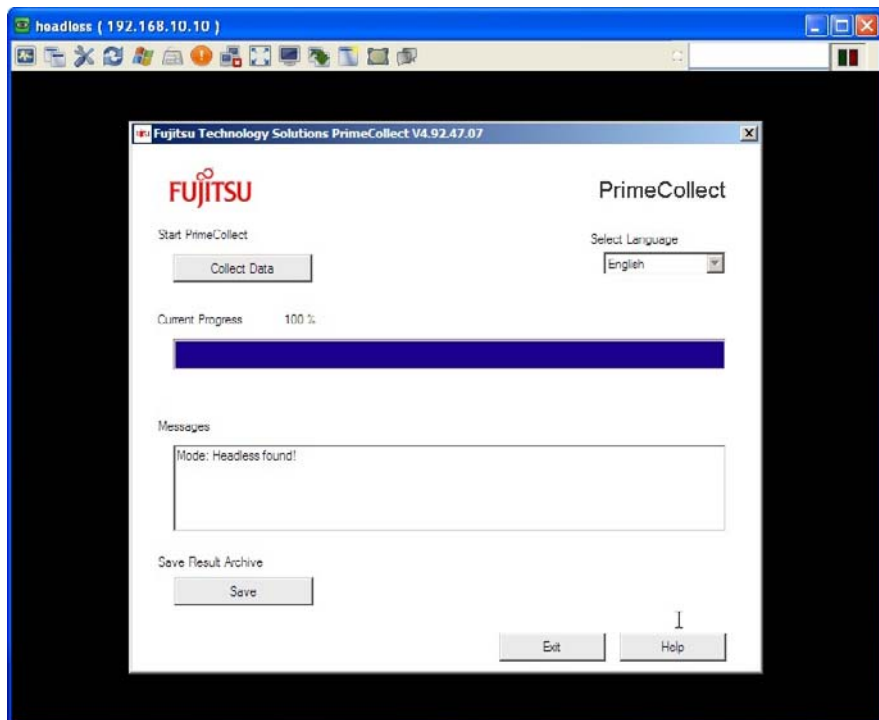 headless ( 192.168.10.10 )
Fujitsu Technology Solutions PrimeCollect V4.92.47.07
FUJITSU
PrimeCollect
Start PrimeCollect
Select Language
Collect Data
English
Current Progress 100 %
Messages
Mode: Headless found!
Save Result Archive
Save
Exit
Help